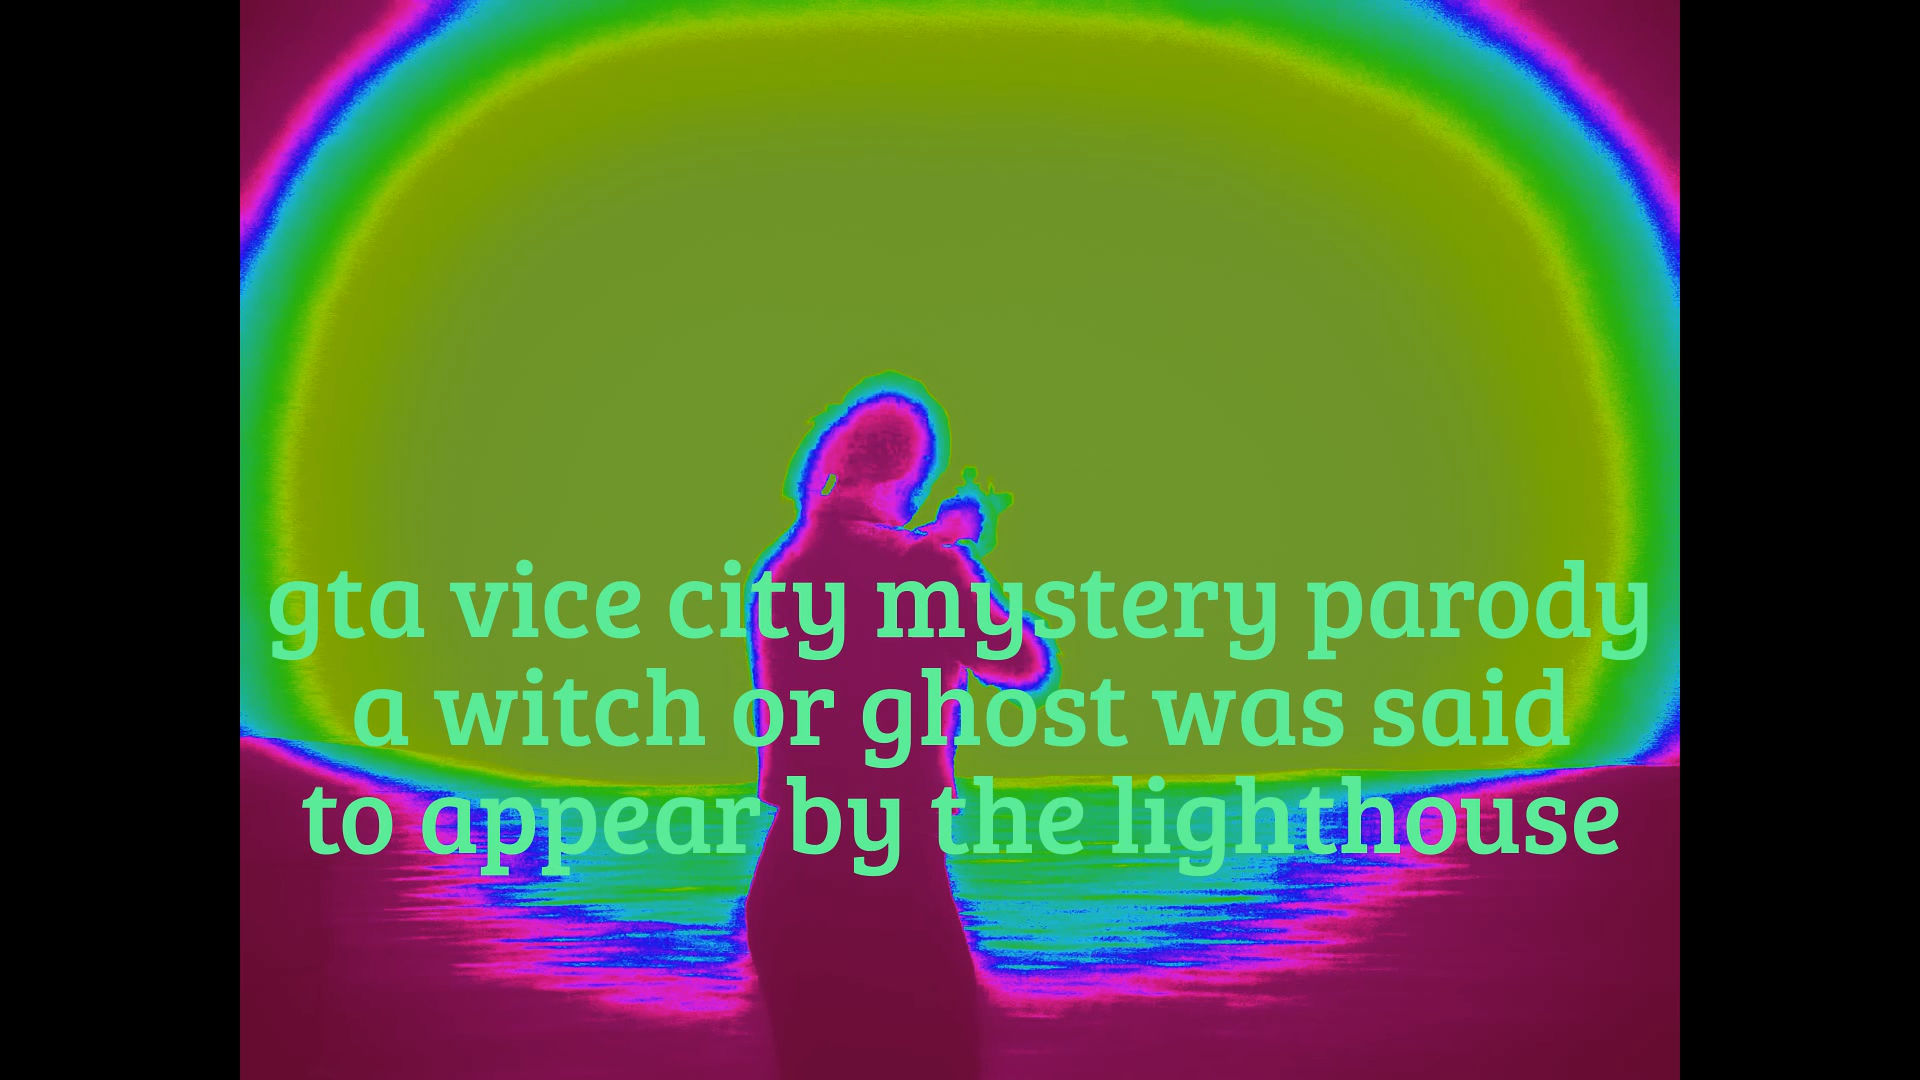 gta vice city mystery parody
a witch or ghost was said
to appear by the lighthouse